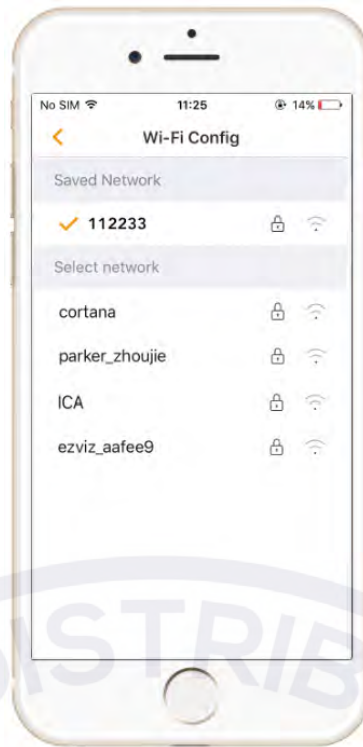 No SIM 11:25 14%
Wi-Fi Config
Saved Network
112233
Select network
cortana
parker_zhoujie
ICA
ezviz_aafee9
DISTRIB